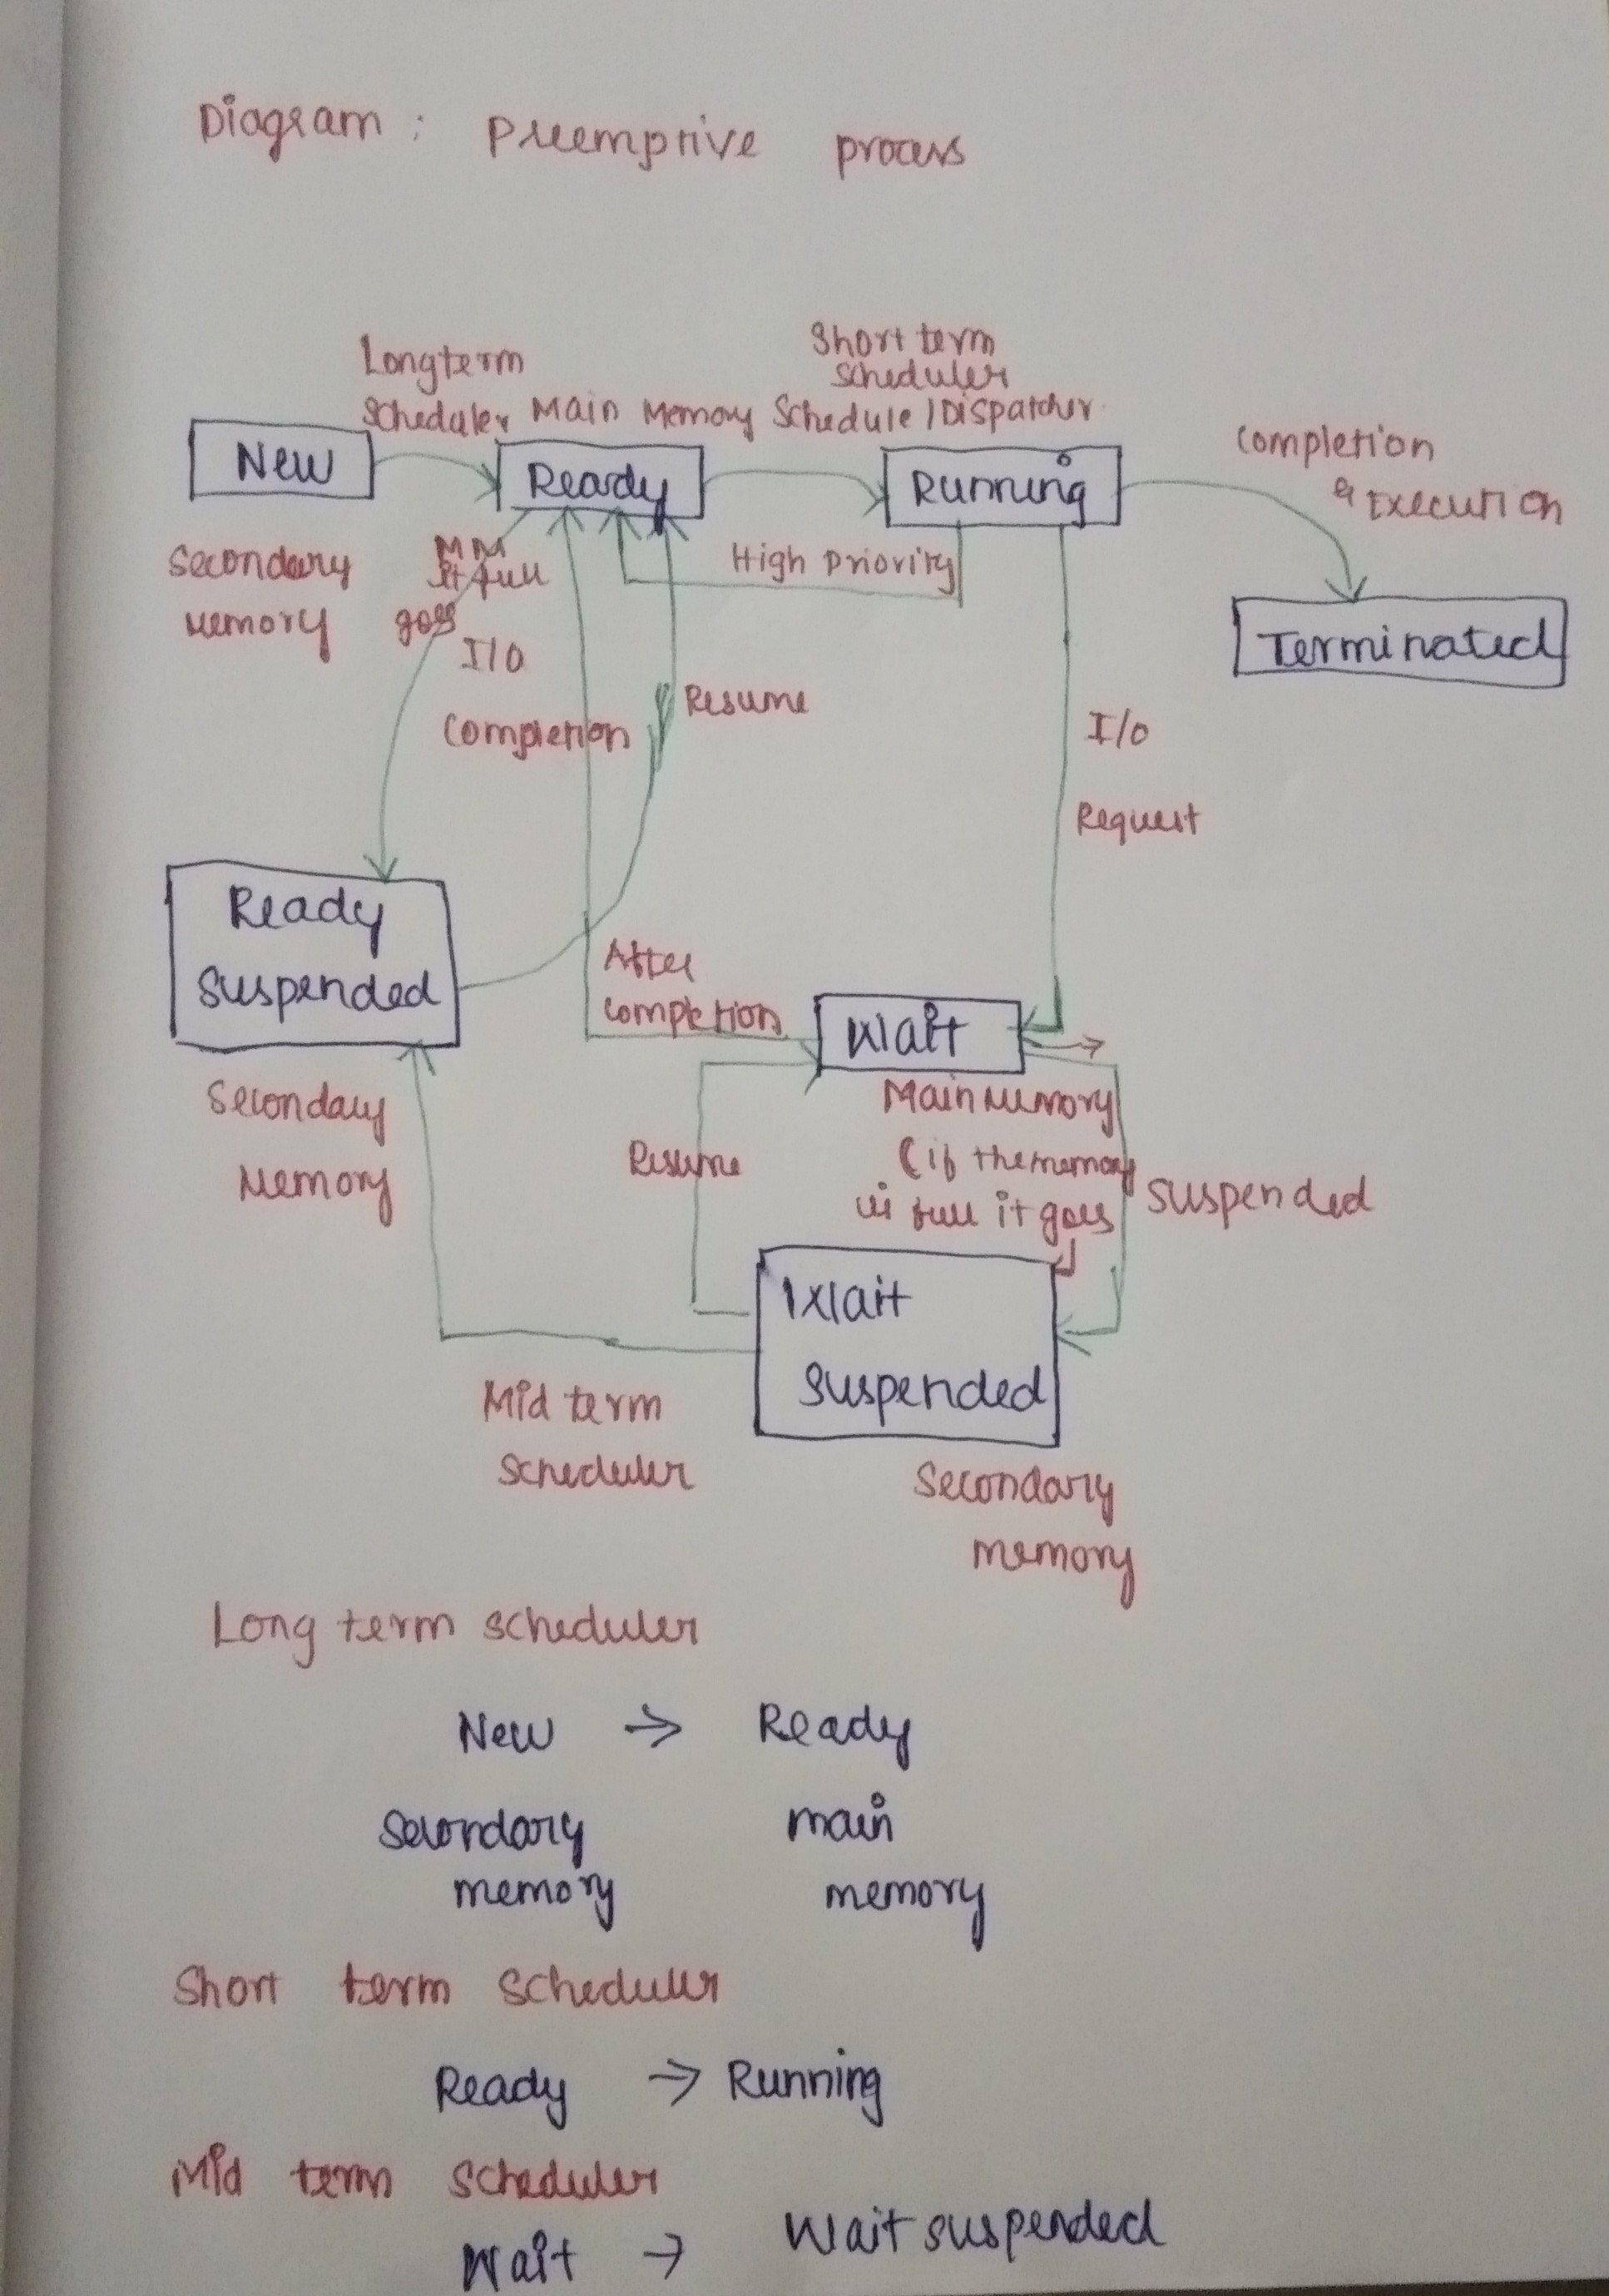 Diagram : Preemptive process
Longterm
Scheduler
Main Memory
Short term
scheduler
Schedule / Dispatcher
New
Ready
Running
Completion
& Execution
Secondary
Memory
MM
full
goes
High Priority
Terminated
I/O
Completion
Resume
I/O
Request
Ready
Suspended
After
completion
Wait
Secondary
Memory
Main Memory
(if the memory
is full it goes
Resume
Suspended
Wait
Suspended
Mid term
Scheduler
Secondary
memory
Long term scheduler
New → Ready
Secondary main
memory memory
Short term scheduler
Ready → Running
Mid term scheduler
Wait → Wait suspended